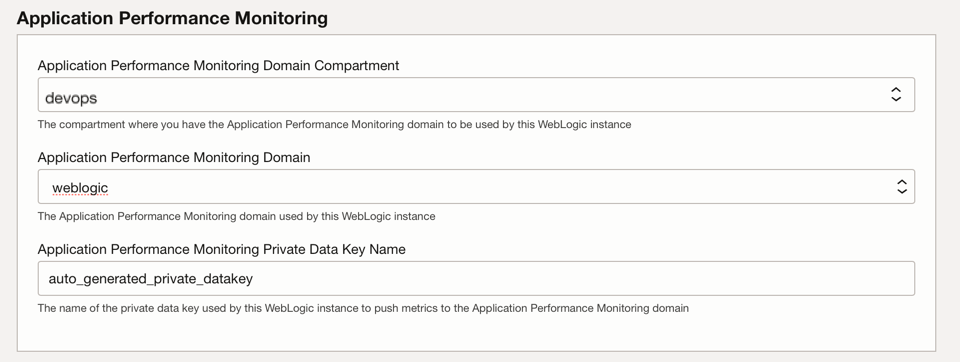 Application Performance Monitoring
Application Performance Monitoring Domain Compartment
devops
The compartment where you have the Application Performance Monitoring domain to be used by this WebLogic instance
Application Performance Monitoring Domain
weblogic
The Application Performance Monitoring domain used by this WebLogic instance
Application Performance Monitoring Private Data Key Name
auto_generated_private_datakey
The name of the private data key used by this WebLogic instance to push metrics to the Application Performance Monitoring domain